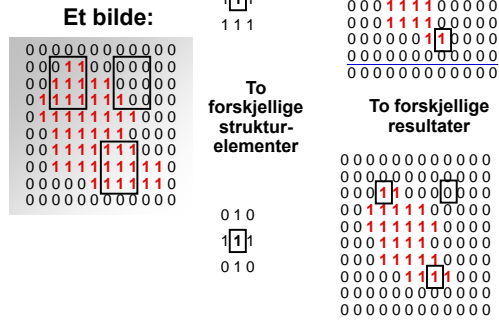 Et bilde:
0 0 0 0 0 0 0 0 0 0 0 0
0 0 0 1 1 0 0 0 0 0 0 0
0 0 1 1 1 1 1 0 0 0 0 0
0 1 1 1 1 1 1 1 0 0 0 0
0 1 1 1 1 1 1 1 1 0 0 0
0 0 1 1 1 1 1 1 0 0 0 0
0 0 1 1 1 1 1 1 1 0 0 0
0 0 1 1 1 1 1 1 1 1 1 0
0 0 0 0 0 1 1 1 1 1 1 0
0 0 0 0 0 0 0 0 0 0 0 0
1 1 1
1 1 1
To
forskjellige
struktur-
elementer
0 1 0
1 1 1
0 1 0
0 0 0 1 1 1 1 0 0 0 0 0
0 0 0 1 1 1 1 0 0 0 0 0
0 0 0 0 0 0 1 1 0 0 0 0
0 0 0 0 0 0 0 0 0 0 0 0
0 0 0 0 0 0 0 0 0 0 0 0
To forskjellige
resultater
0 0 0 0 0 0 0 0 0 0 0 0
0 0 0 0 0 0 0 0 0 0 0 0
0 0 0 1 1 0 0 0 0 0 0 0
0 0 1 1 1 1 1 0 0 0 0 0
0 0 1 1 1 1 1 1 0 0 0 0
0 0 0 1 1 1 1 0 0 0 0 0
0 0 0 1 1 1 1 1 0 0 0 0
0 0 0 0 0 1 1 1 1 0 0 0
0 0 0 0 0 0 0 0 0 0 0 0
0 0 0 0 0 0 0 0 0 0 0 0